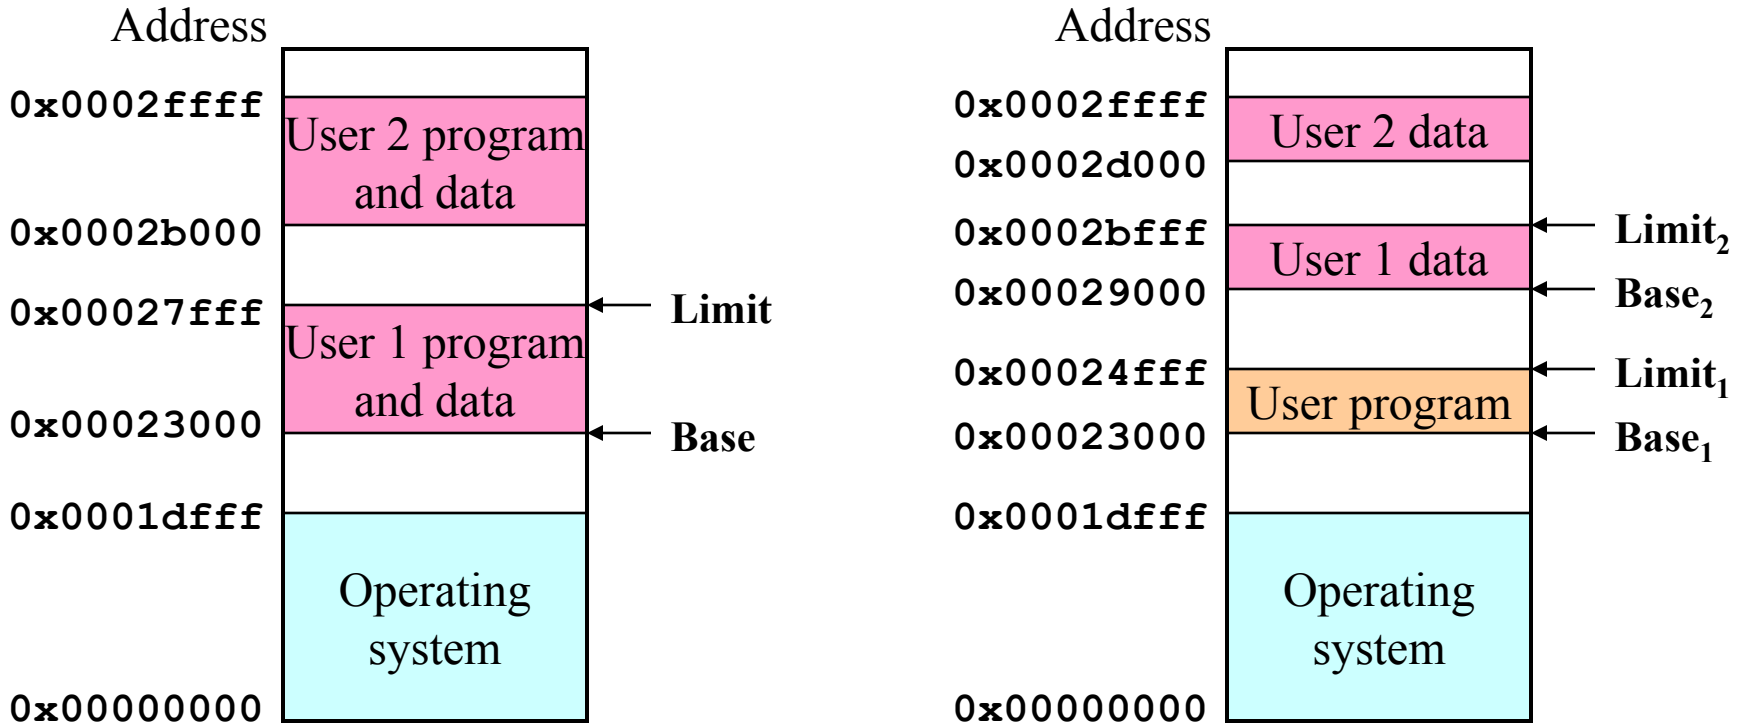 Address
0x0002ffff
User 2 program
and data
0x0002b000
0x00027fff
Limit
User 1 program
and data
0x00023000
Base
0x0001dfff
Operating
system
0x00000000
Address
0x0002ffff
User 2 data
0x0002d000
0x0002bfff
Limit2
User 1 data
0x00029000
Base2
0x00024fff
Limit1
User program
0x00023000
Base1
0x0001dfff
Operating
system
0x00000000